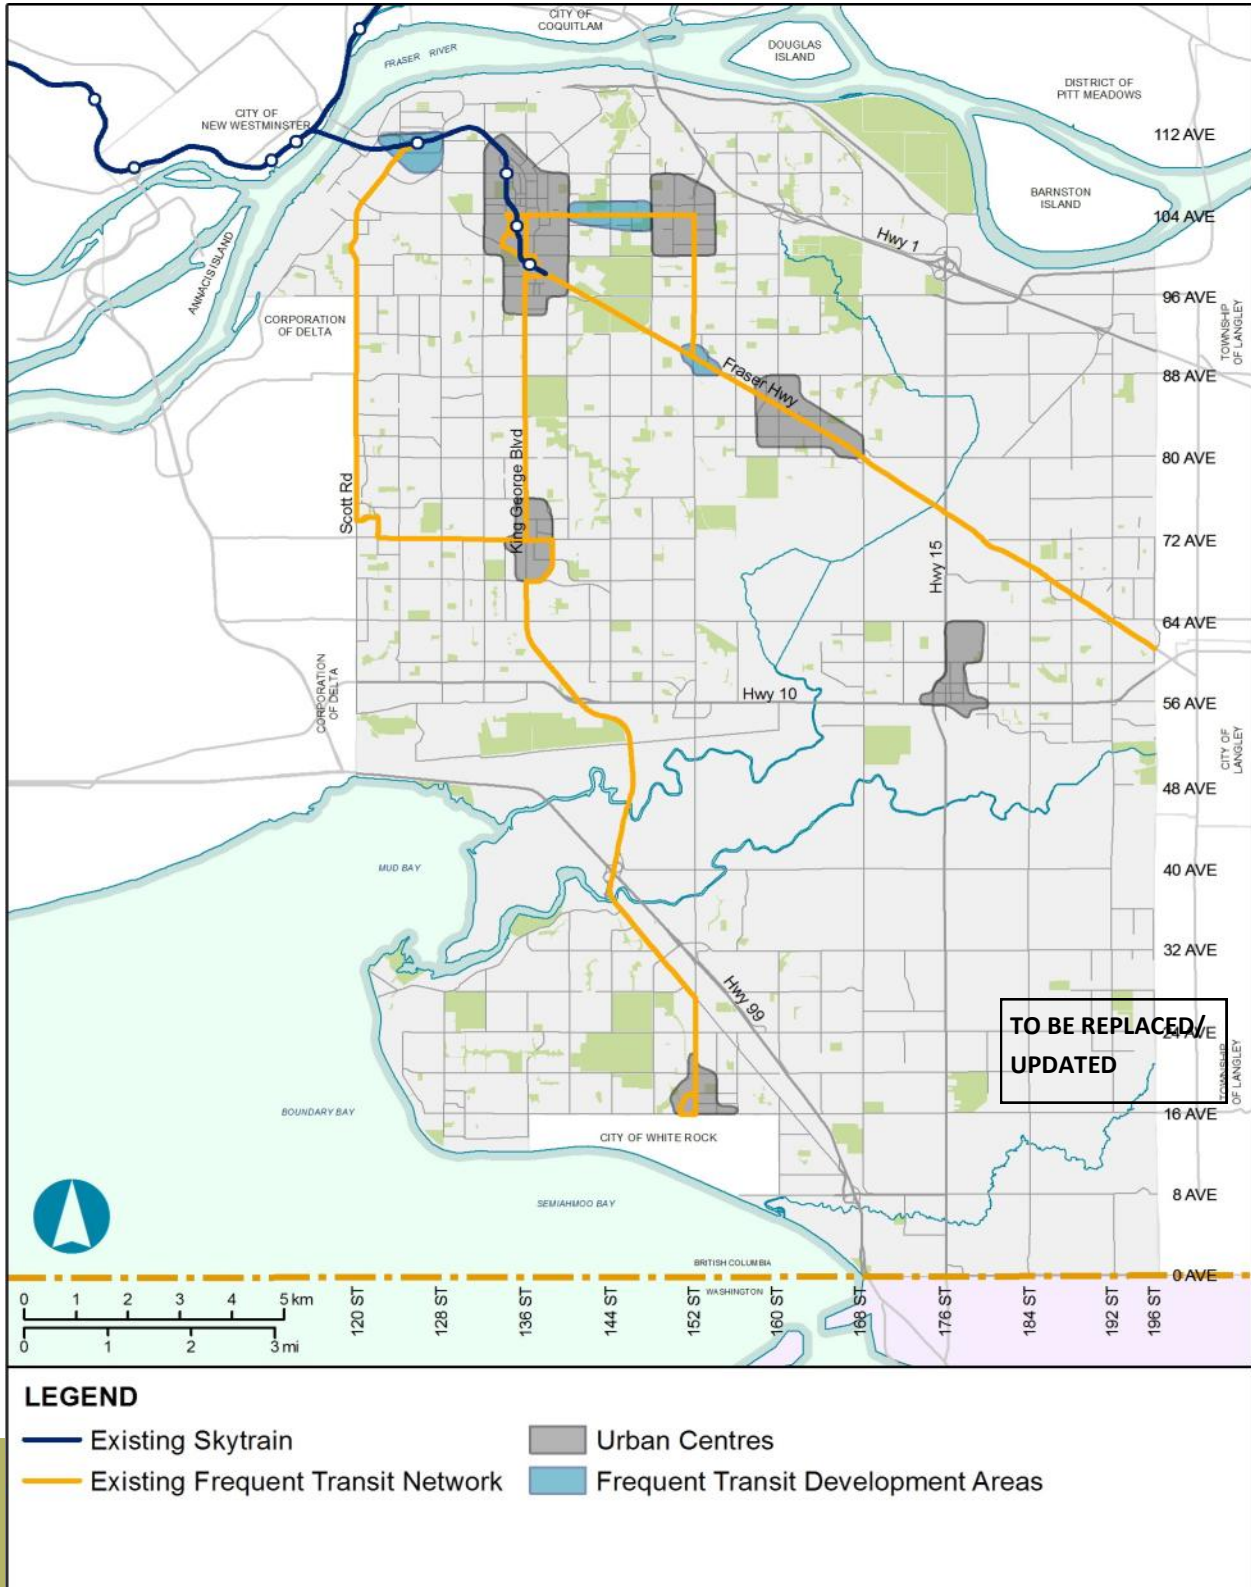 CITY OF
COQUITLAM
DOUGLAS
ISLAND
FRASER RIVER
DISTRICT OF
PITT MEADOWS
CITY OF
NEW WESTMINSTER
112 AVE
BARNSTON
ISLAND
104 AVE
Hwy 1
ANNACIS ISLAND
96 AVE
CORPORATION
OF DELTA
TOWNSHIP
OF LANGLEY
88 AVE
Fraser Hwy
King George Blvd
80 AVE
Scott Rd
72 AVE
Hwy 15
64 AVE
CORPORATION
OF DELTA
Hwy 10
56 AVE
CITY OF
LANGLEY
48 AVE
MUD BAY
40 AVE
32 AVE
Hwy 99
TO BE REPLACED/
UPDATED
24 AVE
TOWNSHIP
OF LANGLEY
BOUNDARY BAY
16 AVE
CITY OF WHITE ROCK
8 AVE
SEMIAHMOO BAY
BRITISH COLUMBIA
0 AVE
WASHINGTON
0 1 2 3 4 5 km
0 1 2 3 mi
120 ST
128 ST
136 ST
144 ST
152 ST
160 ST
168 ST
176 ST
184 ST
192 ST
196 ST
LEGEND
Existing Skytrain
Urban Centres
Existing Frequent Transit Network
Frequent Transit Development Areas